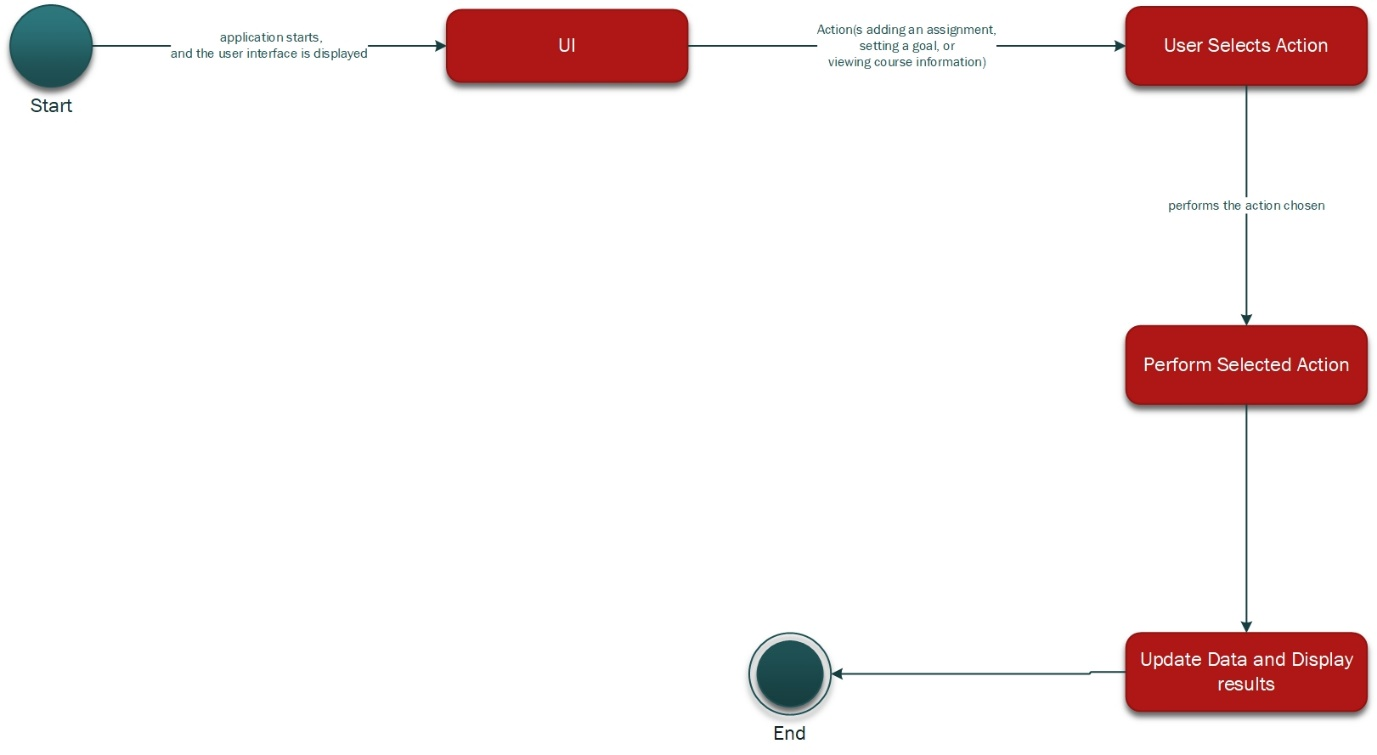 application starts,
and the user interface is displayed
UI
Action(s adding an assignment,
setting a goal, or
viewing course information)
User Selects Action
Start
performs the action chosen
Perform Selected Action
Update Data and Display
results
End